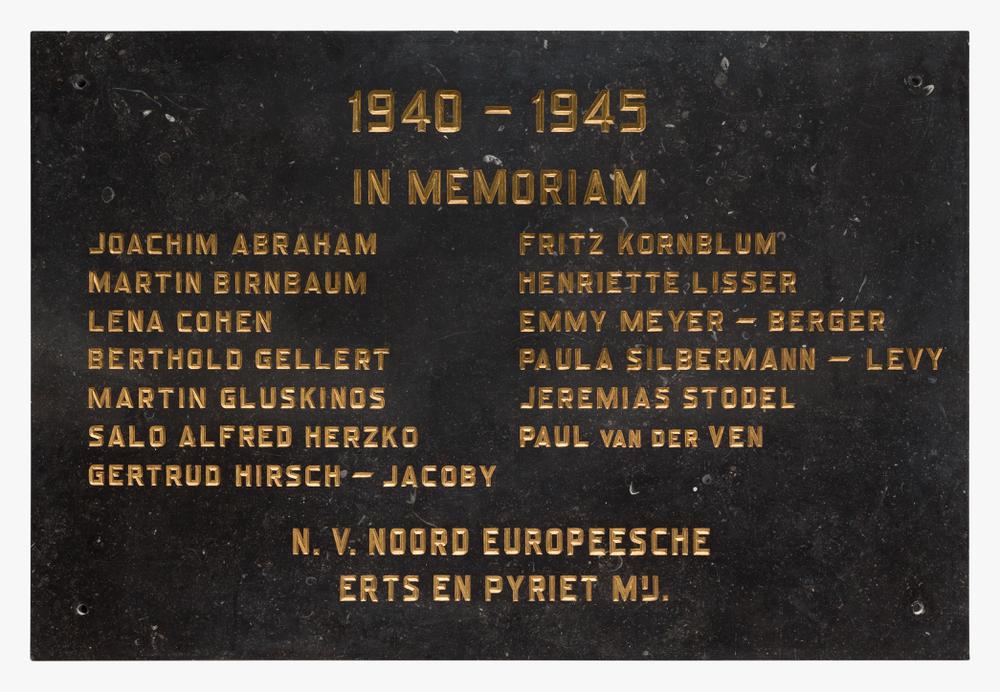 1940 – 1945
IN MEMORIAM
JOACHIM ABRAHAM
MARTIN BIRNBAUM
LENA COHEN
BERTHOLD GELLERT
MARTIN GLUSKINOS
SALO ALFRED HERZKO
GERTRUD HIRSCH – JACOBY
FRITZ KORNBLUM
HENRIETTE LISSER
EMMY MEYER – BERGER
PAULA SILBERMANN – LEVY
JEREMIAS STODEL
PAUL VAN DER VEN
N. V. NOORD EUROPEESCHE
ERTS EN PYRIET MIJ.